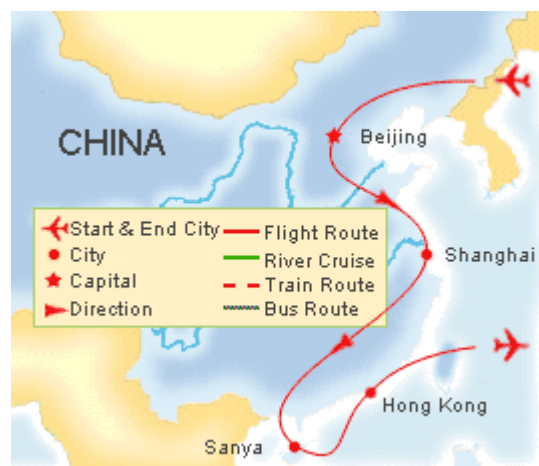 Beijing
CHINA
Start & End City
City
Capital
Direction
Flight Route
River Cruise
Train Route
Bus Route
Shanghai
Hong Kong
Sanya